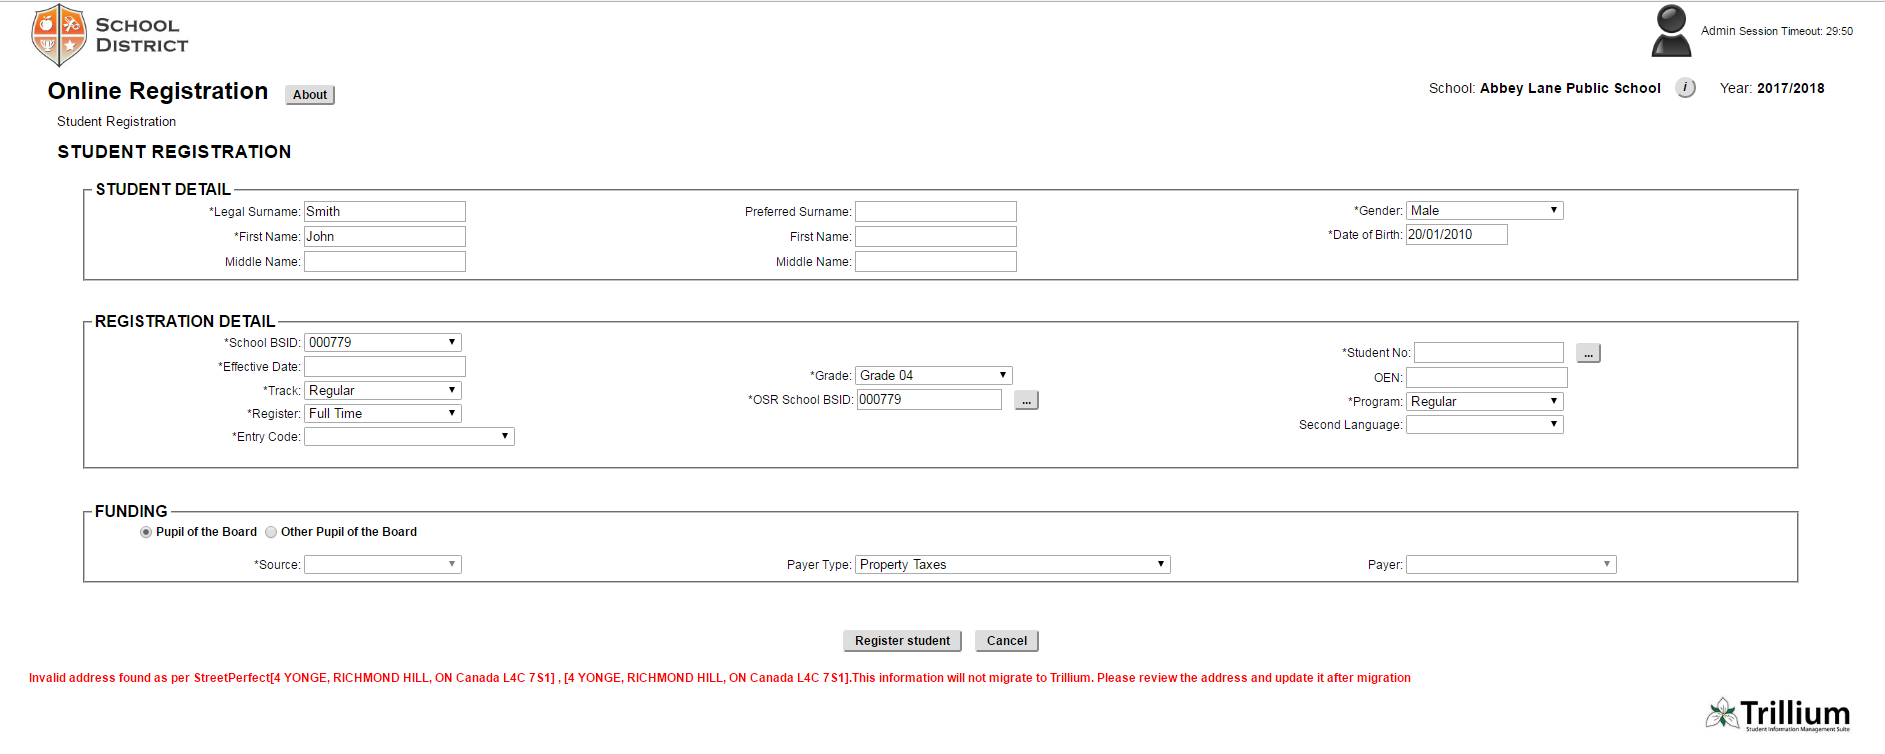 SCHOOL
DISTRICT
Admin Session Timeout: 29:50
Online Registration About
School: Abbey Lane Public School i Year: 2017/2018
Student Registration
STUDENT REGISTRATION
STUDENT DETAIL
*Legal Surname: Smith
Preferred Surname:
*Gender: Male
*First Name: John
First Name:
*Date of Birth: 20/01/2010
Middle Name:
Middle Name:
REGISTRATION DETAIL
*School BSID: 000779
*Student No: ...
*Effective Date:
*Grade: Grade 04
OEN:
*Track: Regular
*OSR School BSID: 000779 ...
*Program: Regular
*Register: Full Time
Second Language:
*Entry Code:
FUNDING
Pupil of the Board Other Pupil of the Board
*Source:
Payer Type: Property Taxes
Payer:
Register student Cancel
Invalid address found as per StreetPerfect[4 YONGE, RICHMOND HILL, ON Canada L4C 7S1] , [4 YONGE, RICHMOND HILL, ON Canada L4C 7S1].This information will not migrate to Trillium. Please review the address and update it after migration
Trillium
Student Information Management Suite